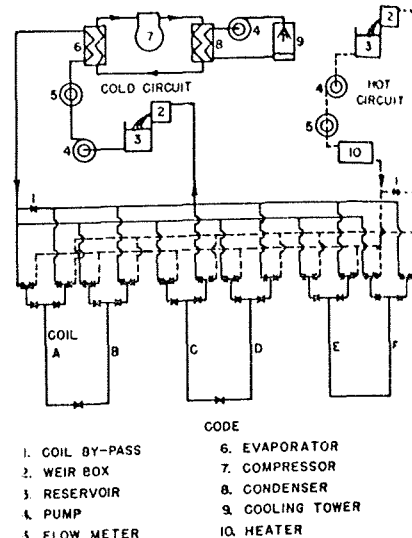 2
6
7
8
4
9
3
5
COLD CIRCUIT
2
4
HOT
CIRCUIT
3
5
4
10
1
1
COIL
A
B
C
D
E
F
CODE
1. COIL BY-PASS
2. WEIR BOX
3. RESERVOIR
4. PUMP
5. FLOW METER
6. EVAPORATOR
7. COMPRESSOR
8. CONDENSER
9. COOLING TOWER
10. HEATER